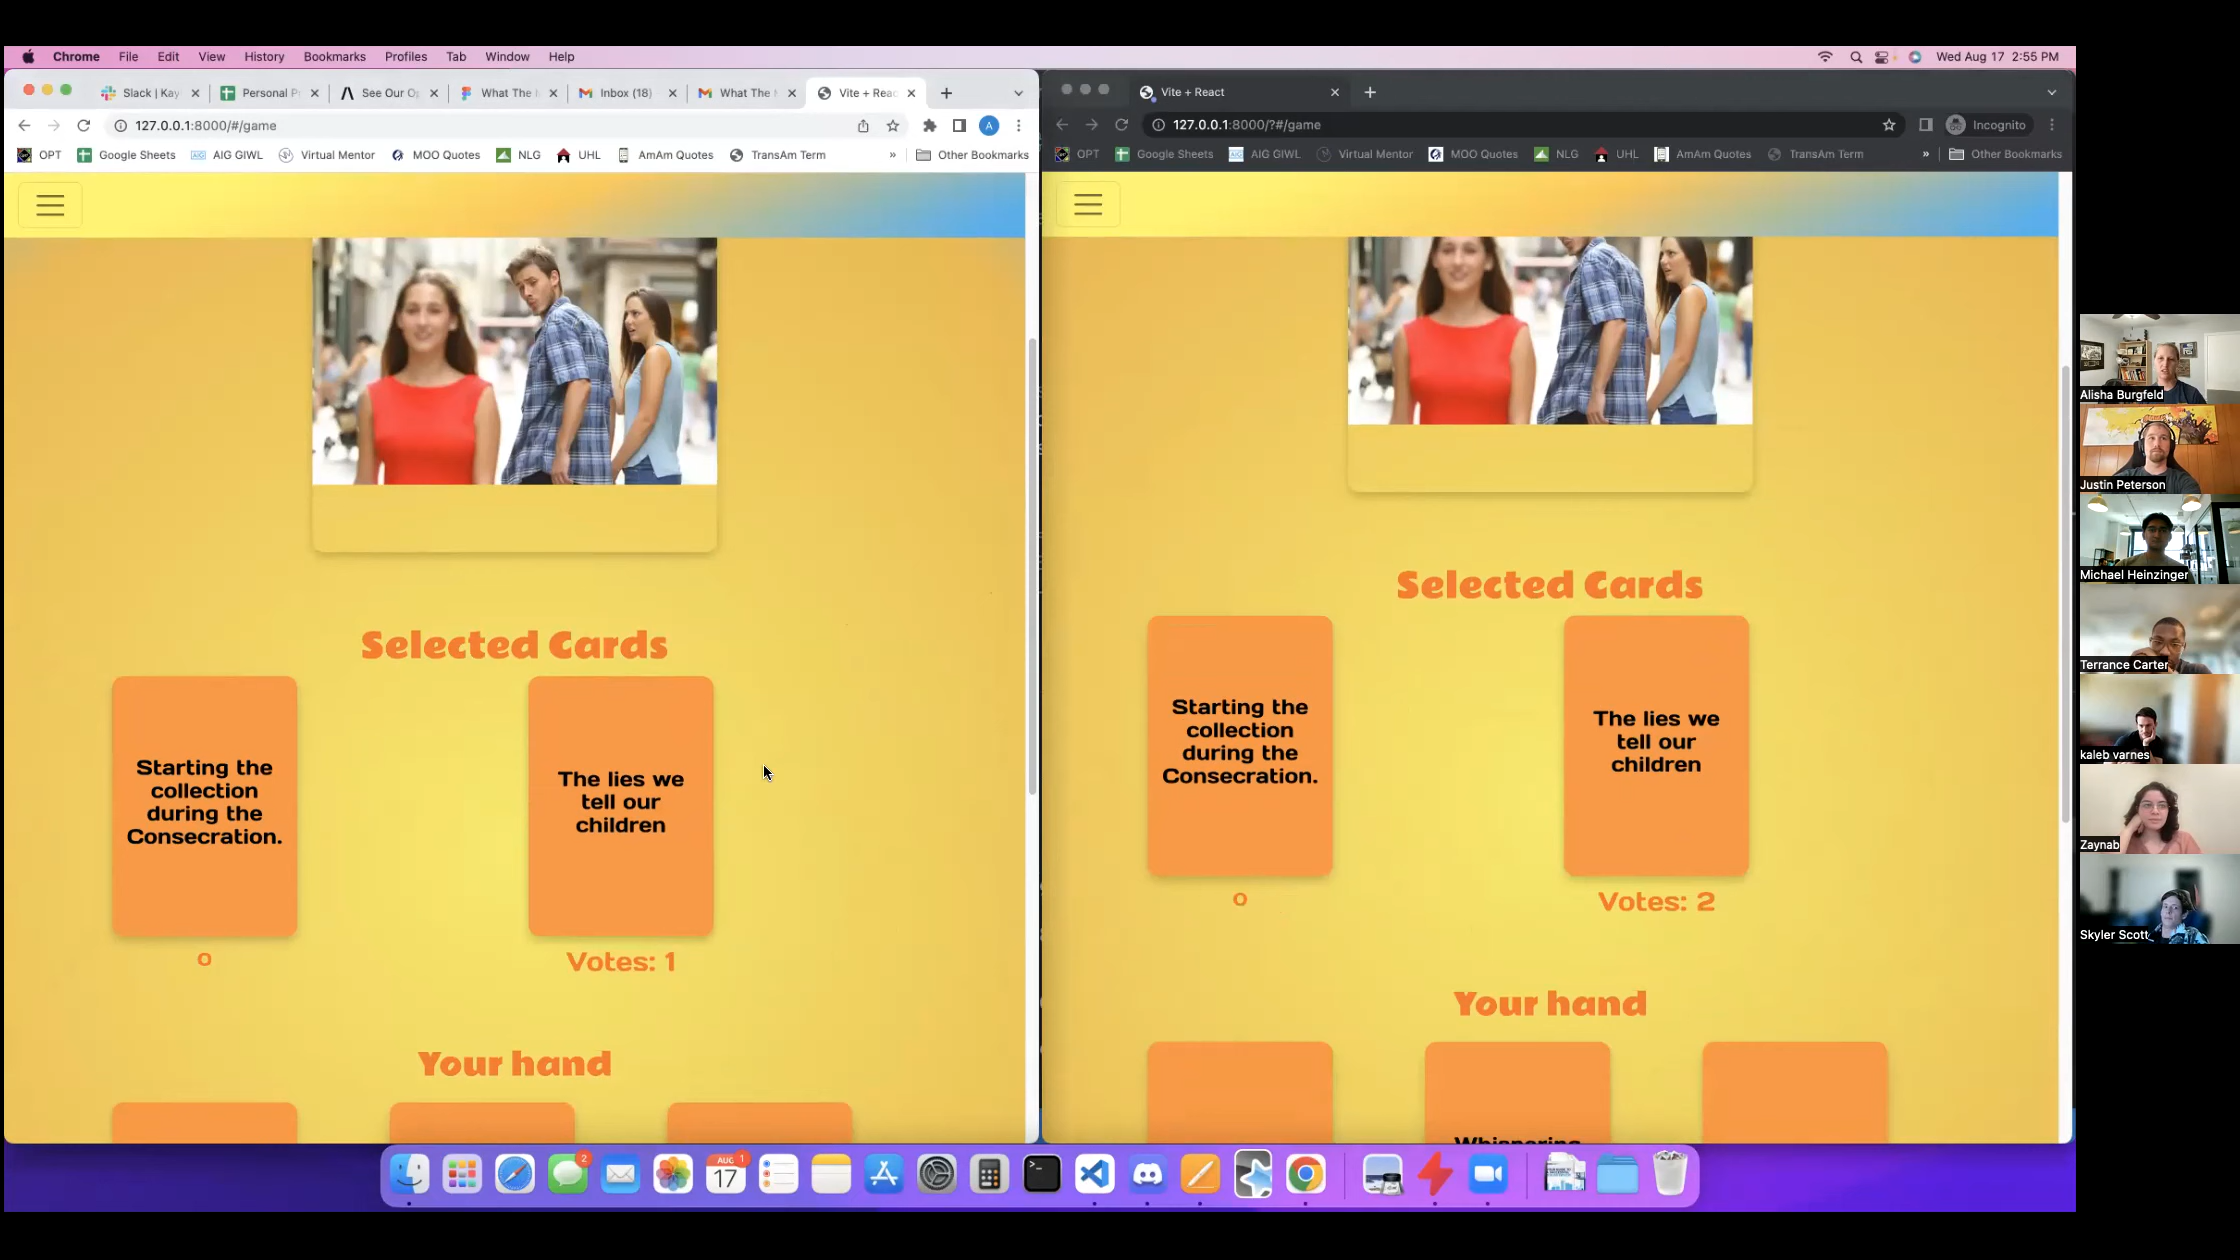 Chrome File Edit View History Bookmarks Profiles Tab Window Help
Wed Aug 17 2:55 PM
Slack | Kay
Personal P
See Our Op
What The
Inbox (18)
What The
Vite + Reac
127.0.0.1:8000/#/game
A
OPT Google Sheets AIG GIWL Virtual Mentor MOO Quotes NLG UHL AmAm Quotes TransAm Term » Other Bookmarks
Selected Cards
Starting the
collection
during the
Consecration.
0
The lies we
tell our
children
Votes: 1
Your hand
Vite + React
127.0.0.1:8000/?#/game
Incognito
OPT Google Sheets AIG GIWL Virtual Mentor MOO Quotes NLG UHL AmAm Quotes TransAm Term » Other Bookmarks
Selected Cards
Starting the
collection
during the
Consecration.
0
The lies we
tell our
children
Votes: 2
Your hand
Whispering
Alisha Burgfeld
Justin Peterson
Michael Heinzinger
Terrance Carter
kaleb varnes
Zaynab
Skyler Scott
2
AUG
17
1